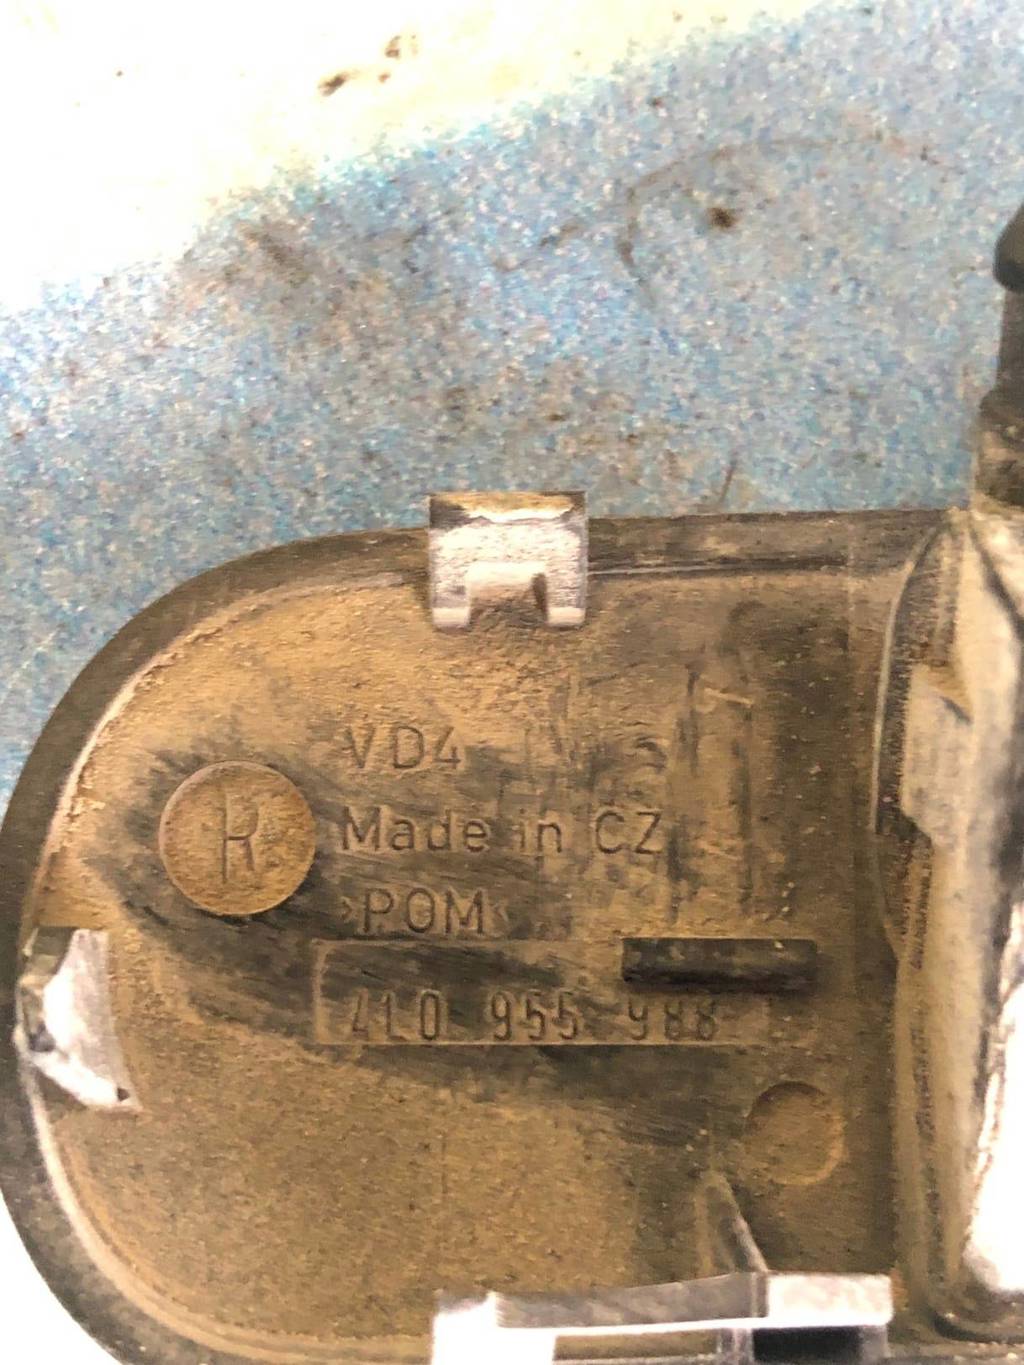 VD4
R
Made in CZ
>POM<
4L0 955 988